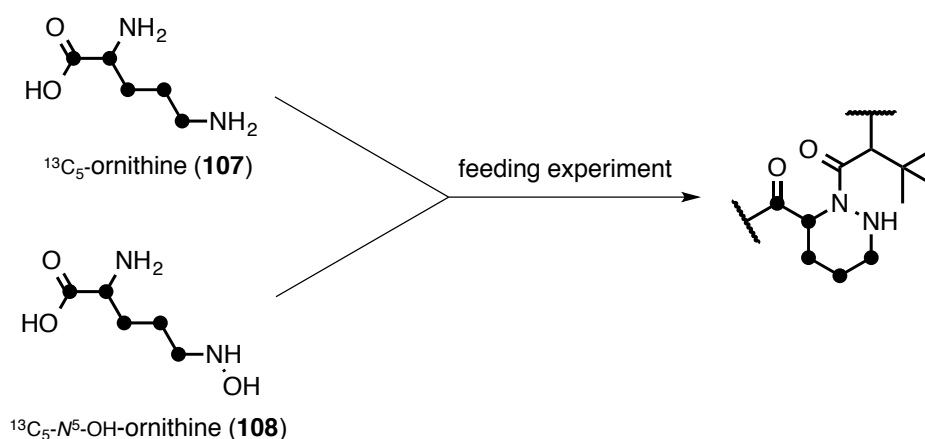 O
NH₂
HO
NH₂
¹³C₅-ornithine (107)
feeding experiment
O
O
N
NH
O
NH₂
HO
NH
OH
¹³C₅-N⁵-OH-ornithine (108)